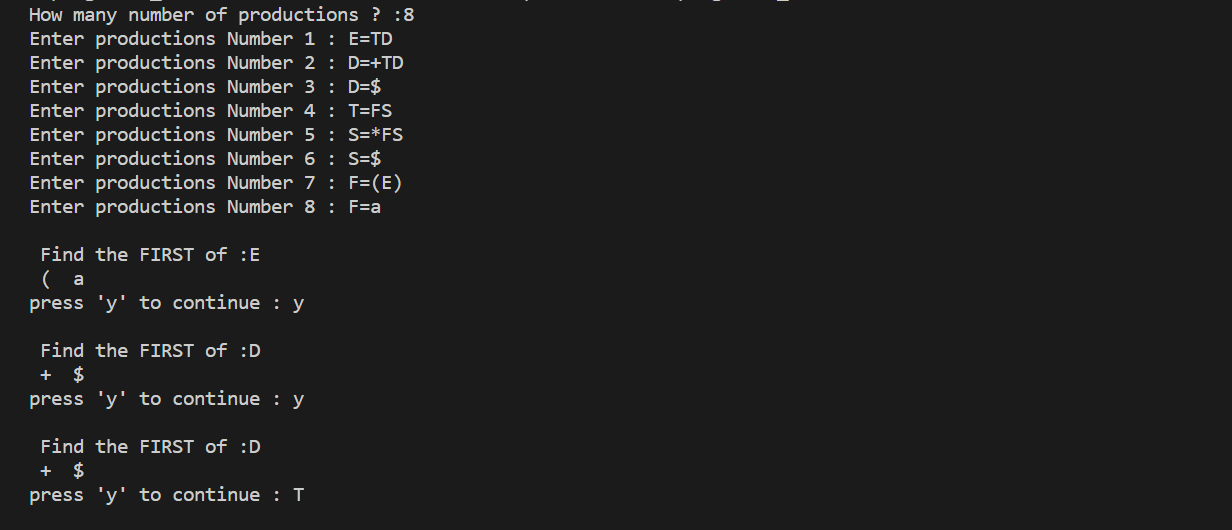 How many number of productions ? :8
Enter productions Number 1 : E=TD
Enter productions Number 2 : D=+TD
Enter productions Number 3 : D=$
Enter productions Number 4 : T=FS
Enter productions Number 5 : S=*FS
Enter productions Number 6 : S=$
Enter productions Number 7 : F=(E)
Enter productions Number 8 : F=a
Find the FIRST of :E
( a
press 'y' to continue : y
Find the FIRST of :D
+ $
press 'y' to continue : y
Find the FIRST of :D
+ $
press 'y' to continue : T